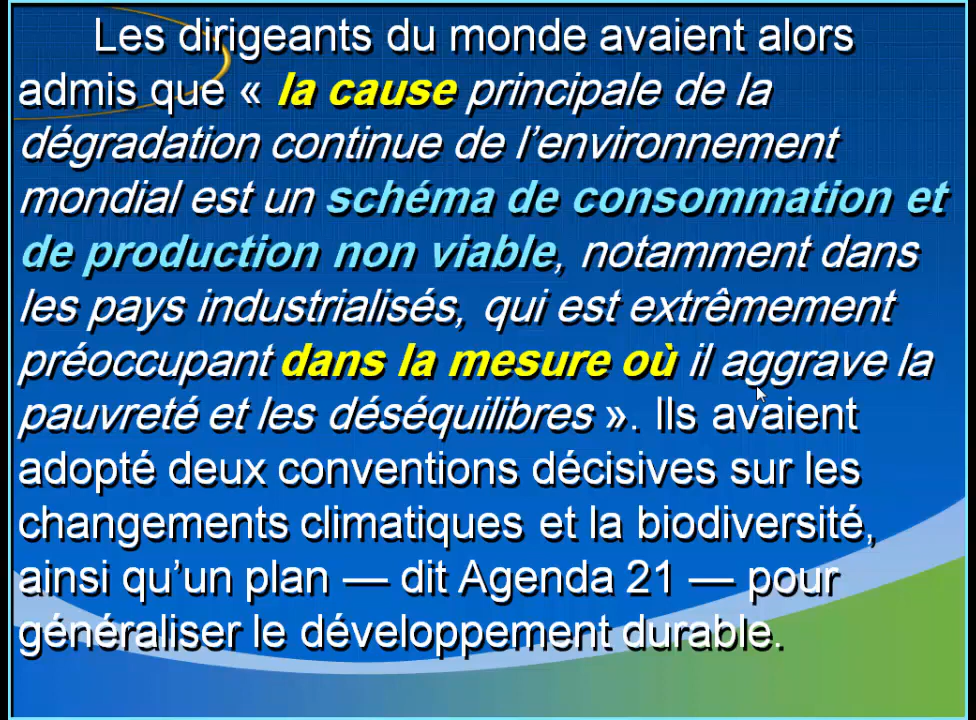 Les dirigeants du monde avaient alors
admis que « la cause principale de la
dégradation continue de l’environnement
mondial est un schéma de consommation et
de production non viable, notamment dans
les pays industrialisés, qui est extrêmement
préoccupant dans la mesure où il aggrave la
pauvreté et les déséquilibres ». Ils avaient
adopté deux conventions décisives sur les
changements climatiques et la biodiversité,
ainsi qu’un plan — dit Agenda 21 — pour
généraliser le développement durable.